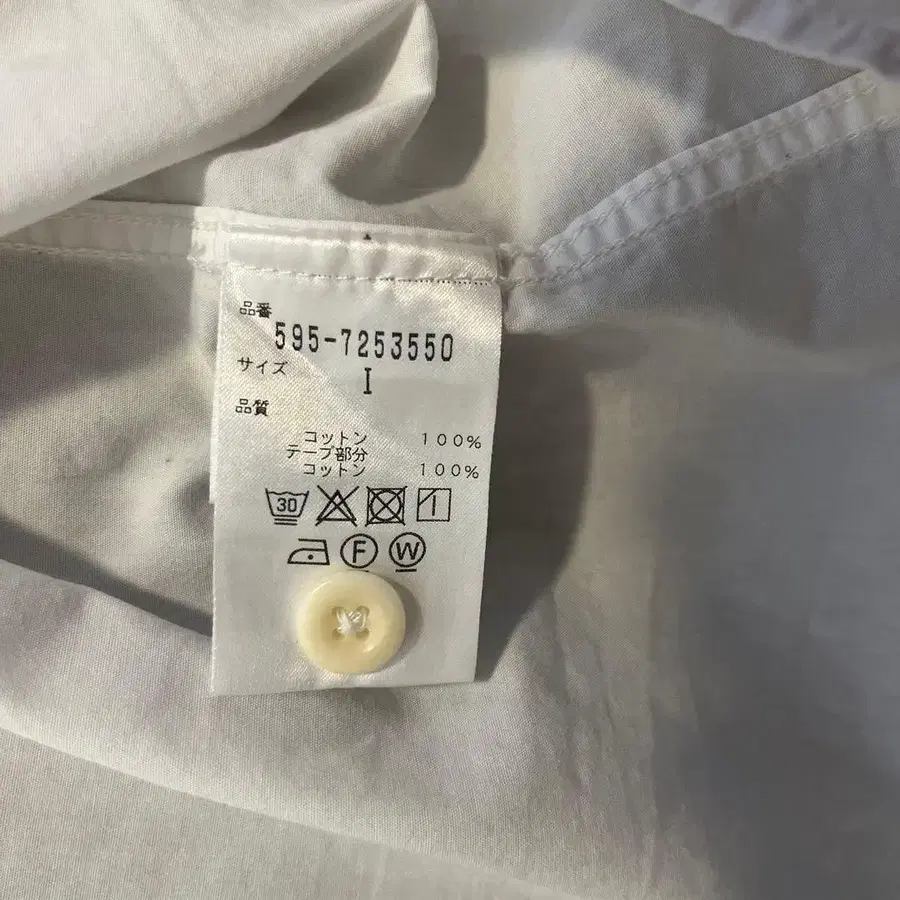 品番
595-7253550
サイズ
I
品質
コットン 100%
テープ部分
コットン 100%
30
F W